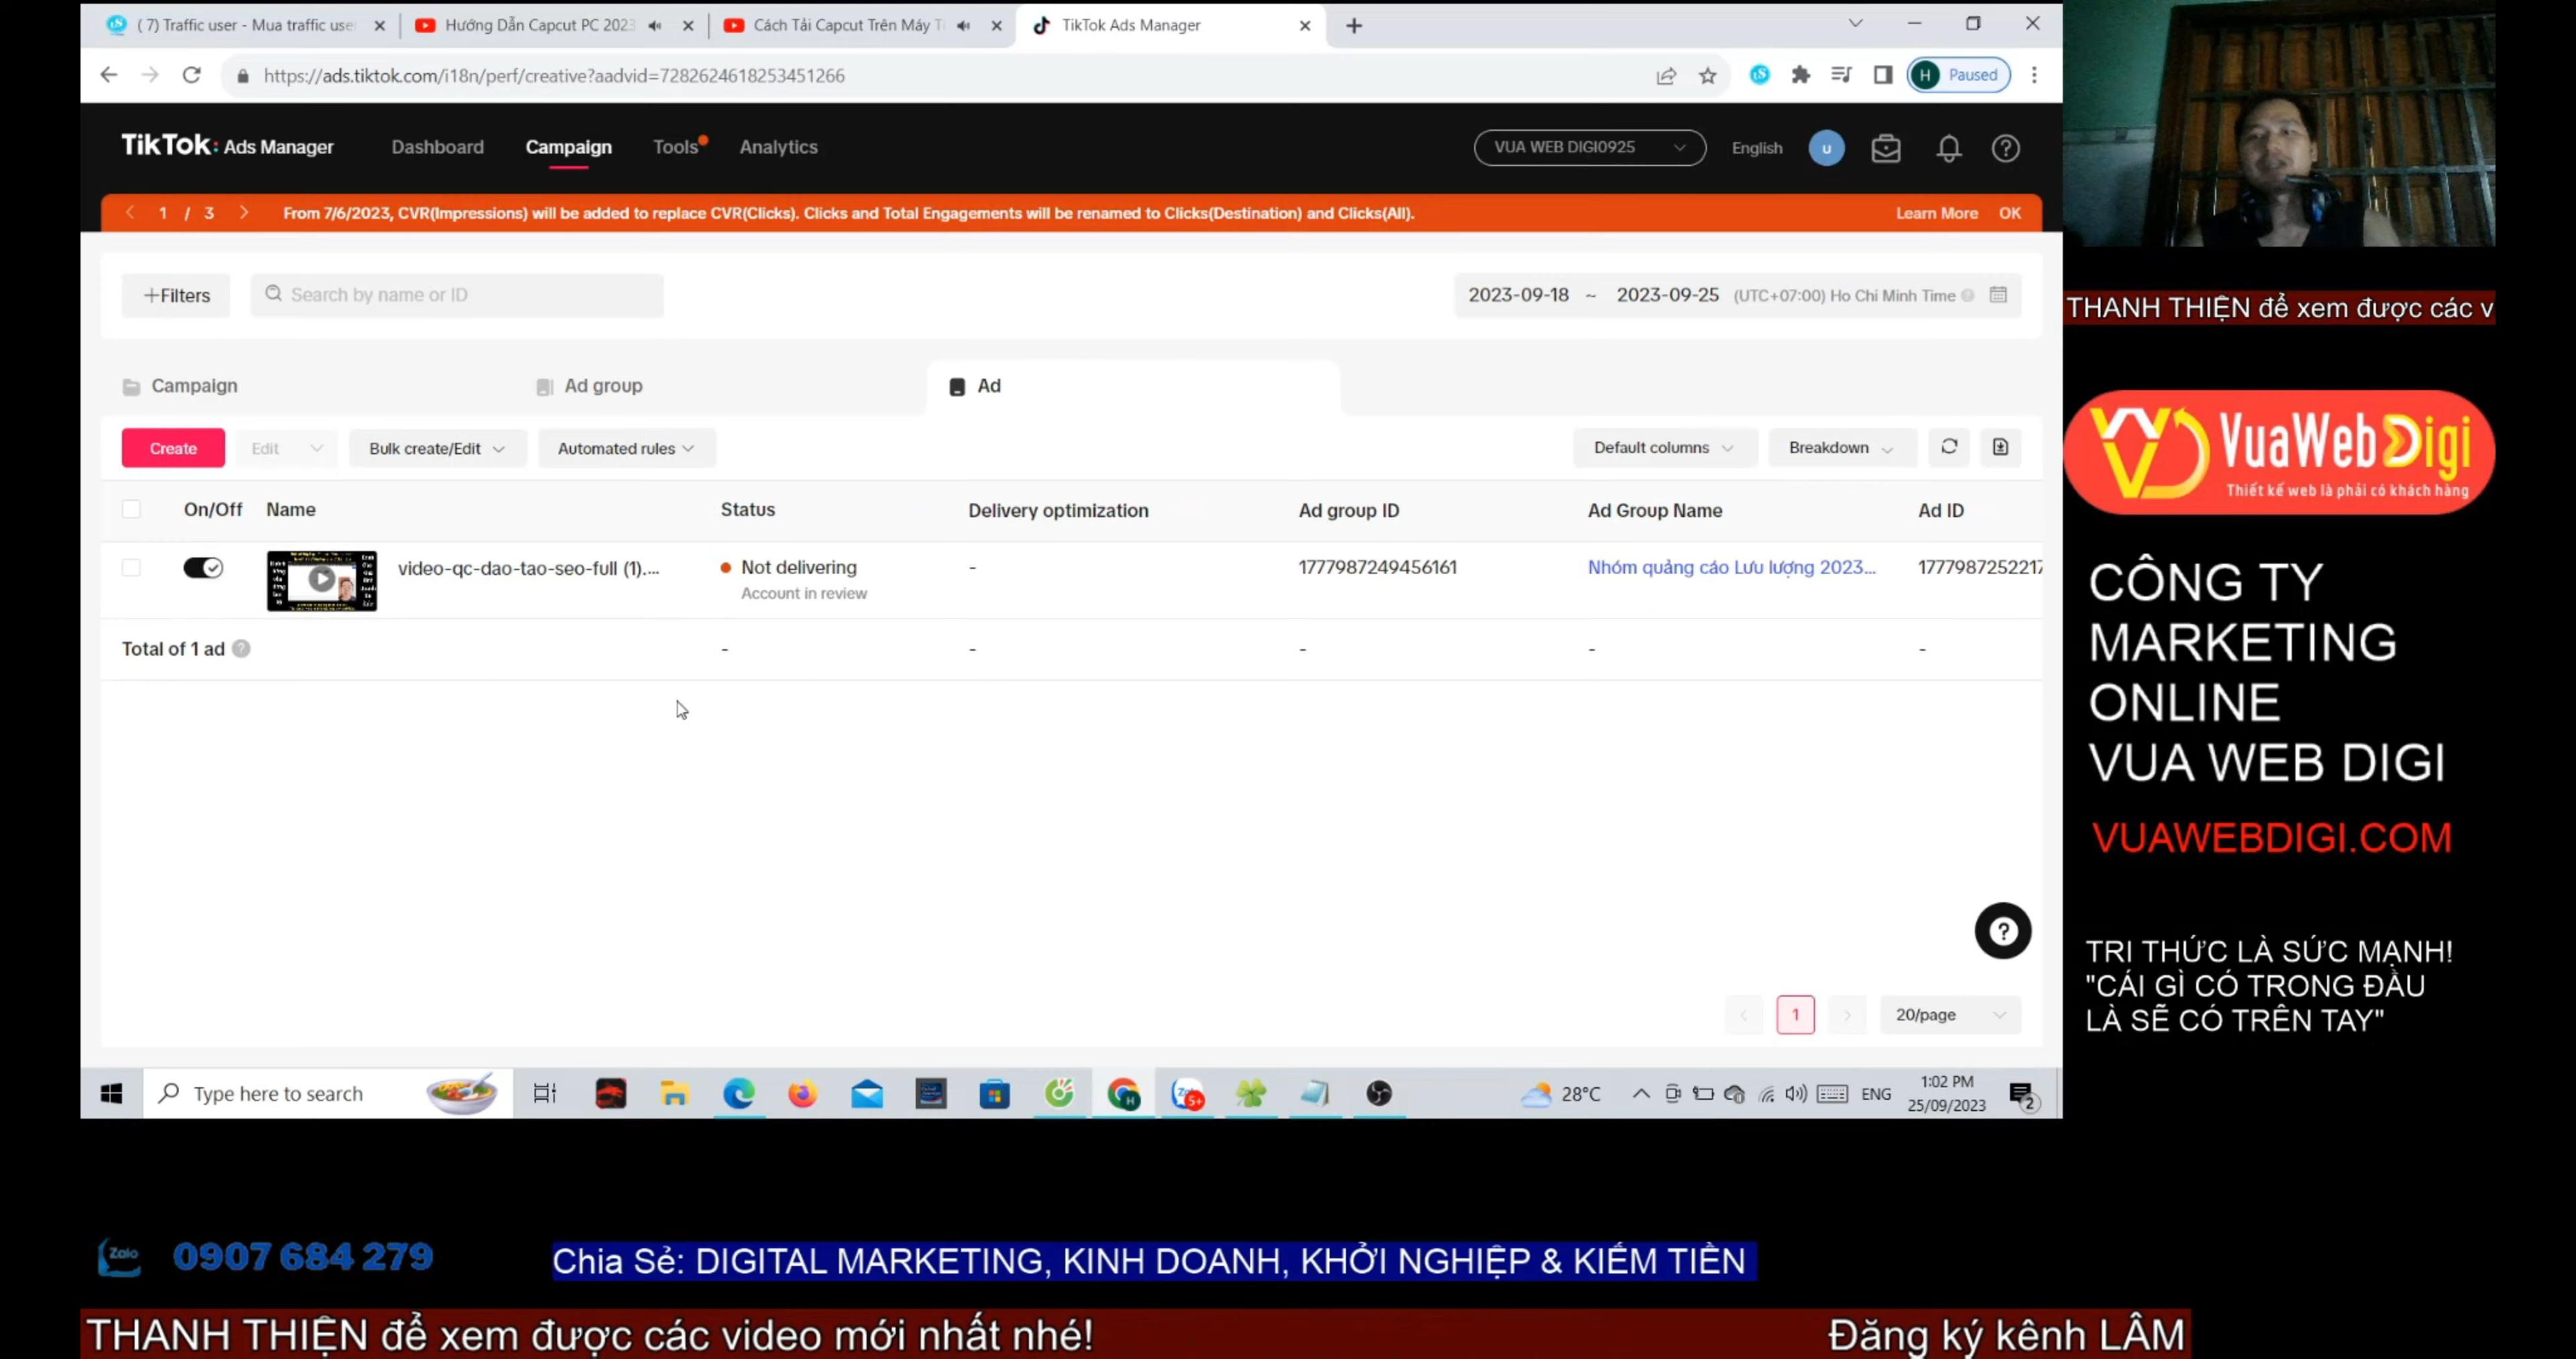 (7) Traffic user - Mua traffic use
Hướng Dẫn Capcut PC 2023
Cách Tải Capcut Trên Máy T
TikTok Ads Manager
https://ads.tiktok.com/i18n/perf/creative?aadvid=7282624618253451266
H Paused
TikTok: Ads Manager
Dashboard
Campaign
Tools
Analytics
VUA WEB DIGI0925
English
u
1 / 3
From 7/6/2023, CVR(Impressions) will be added to replace CVR(Clicks). Clicks and Total Engagements will be renamed to Clicks(Destination) and Clicks(All).
Learn More
OK
+Filters
Search by name or ID
2023-09-18 ~ 2023-09-25 (UTC+07:00) Ho Chi Minh Time
Campaign
Ad group
Ad
Create
Edit
Bulk create/Edit
Automated rules
Default columns
Breakdown
On/Off
Name
Status
Delivery optimization
Ad group ID
Ad Group Name
Ad ID
video-qc-dao-tao-seo-full (1)....
Not delivering
Account in review
-
1777987249456161
Nhóm quảng cáo Lưu lượng 2023...
1777987252217
Total of 1 ad
-
-
-
-
-
1
20/page
Type here to search
28°C
ENG
1:02 PM
25/09/2023
2
THANH THIỆN để xem được các v
VuaWebDigi
Thiết kế web là phải có khách hàng
CÔNG TY
MARKETING
ONLINE
VUA WEB DIGI
VUAWEBDIGI.COM
TRI THỨC LÀ SỨC MẠNH!
"CÁI GÌ CÓ TRONG ĐẦU
LÀ SẼ CÓ TRÊN TAY"
Zalo
0907 684 279
Chia Sẻ: DIGITAL MARKETING, KINH DOANH, KHỞI NGHIỆP & KIẾM TIỀN
THANH THIỆN để xem được các video mới nhất nhé!
Đăng ký kênh LÂM